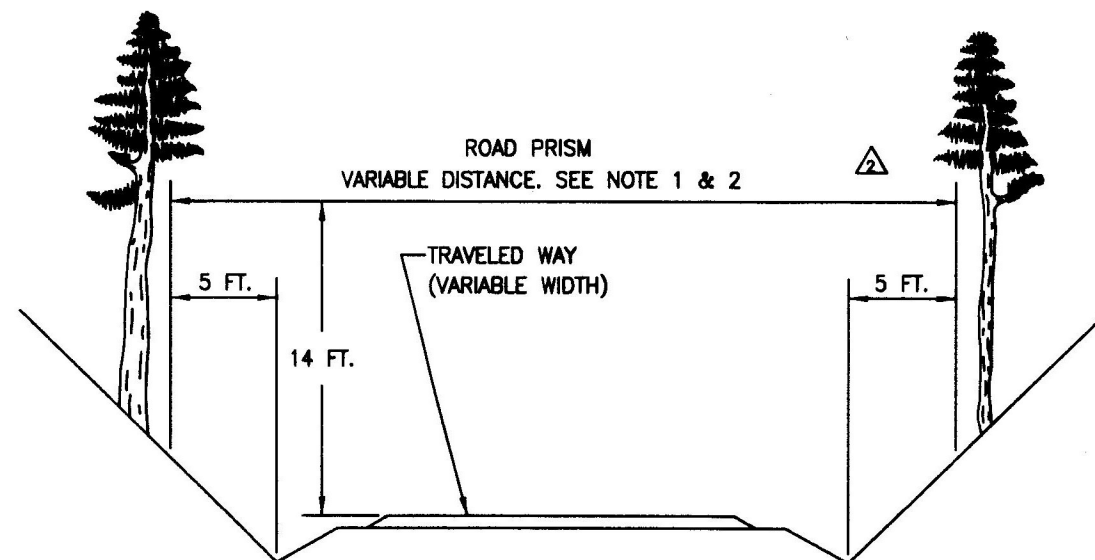 ROAD PRISM
VARIABLE DISTANCE. SEE NOTE 1 & 2
2
TRAVELED WAY
(VARIABLE WIDTH)
5 FT.
5 FT.
14 FT.